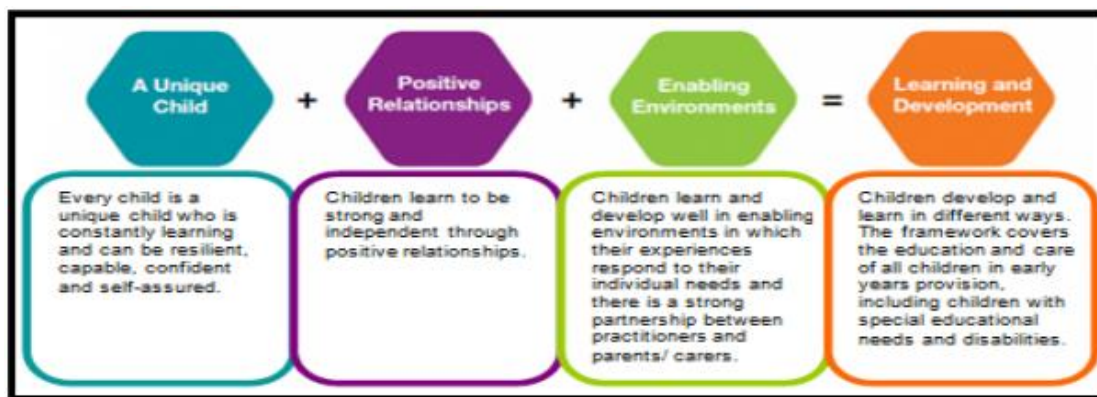 A Unique
Child
+
Positive
Relationships
+
Enabling
Environments
=
Learning and
Development
Every child is a
unique child who is
constantly learning
and can be resilient,
capable, confident
and self-assured.
Children learn to be
strong and
independent through
positive relationships.
Children learn and
develop well in enabling
environments in which
their experiences
respond to their
individual needs and
there is a strong
partnership between
practitioners and
parents/ carers.
Children develop and
learn in different ways.
The framework covers
the education and care
of all children in early
years provision,
including children with
special educational
needs and disabilities.